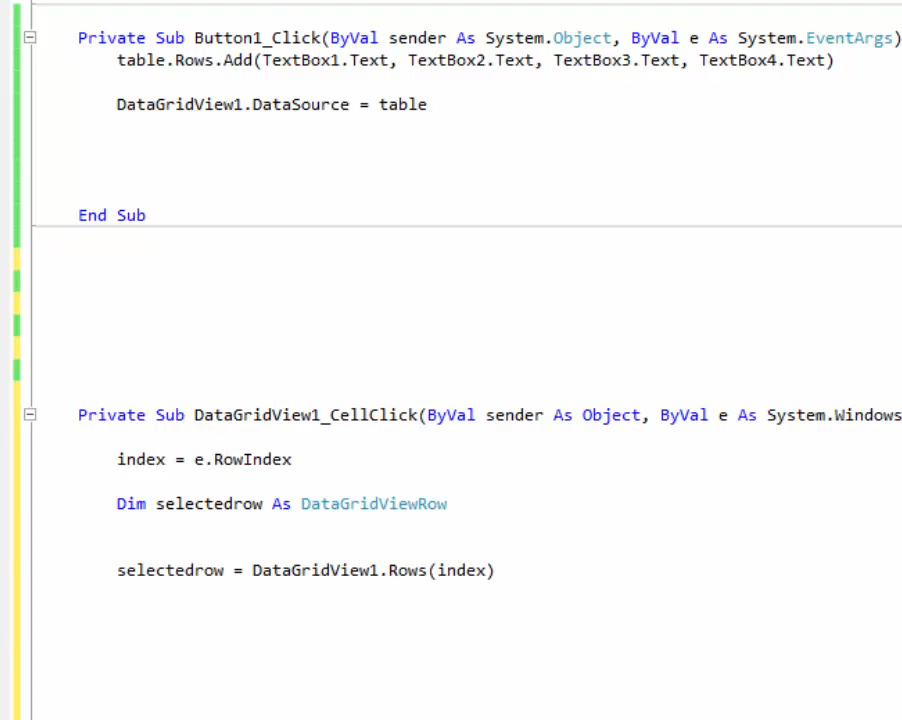 Private Sub Button1_Click(ByVal sender As System.Object, ByVal e As System.EventArgs)
table.Rows.Add(TextBox1.Text, TextBox2.Text, TextBox3.Text, TextBox4.Text)
DataGridView1.DataSource = table
End Sub
Private Sub DataGridView1_CellClick(ByVal sender As Object, ByVal e As System.Windows
index = e.RowIndex
Dim selectedrow As DataGridViewRow
selectedrow = DataGridView1.Rows(index)